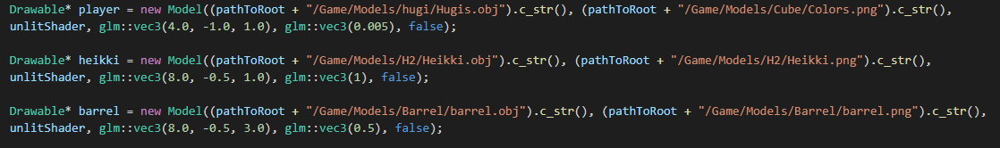 Drawable* player = new Model((pathToRoot + "/Game/Models/hugi/Hugis.obj").c_str(), (pathToRoot + "/Game/Models/Cube/Colors.png").c_str(),
unlitShader, glm::vec3(4.0, -1.0, 1.0), glm::vec3(0.005), false);
Drawable* heikki = new Model((pathToRoot + "/Game/Models/H2/Heikki.obj").c_str(), (pathToRoot + "/Game/Models/H2/Heikki.png").c_str(),
unlitShader, glm::vec3(8.0, -0.5, 1.0), glm::vec3(1), false);
Drawable* barrel = new Model((pathToRoot + "/Game/Models/Barrel/barrel.obj").c_str(), (pathToRoot + "/Game/Models/Barrel/barrel.png").c_str(),
unlitShader, glm::vec3(8.0, -0.5, 3.0), glm::vec3(0.5), false);